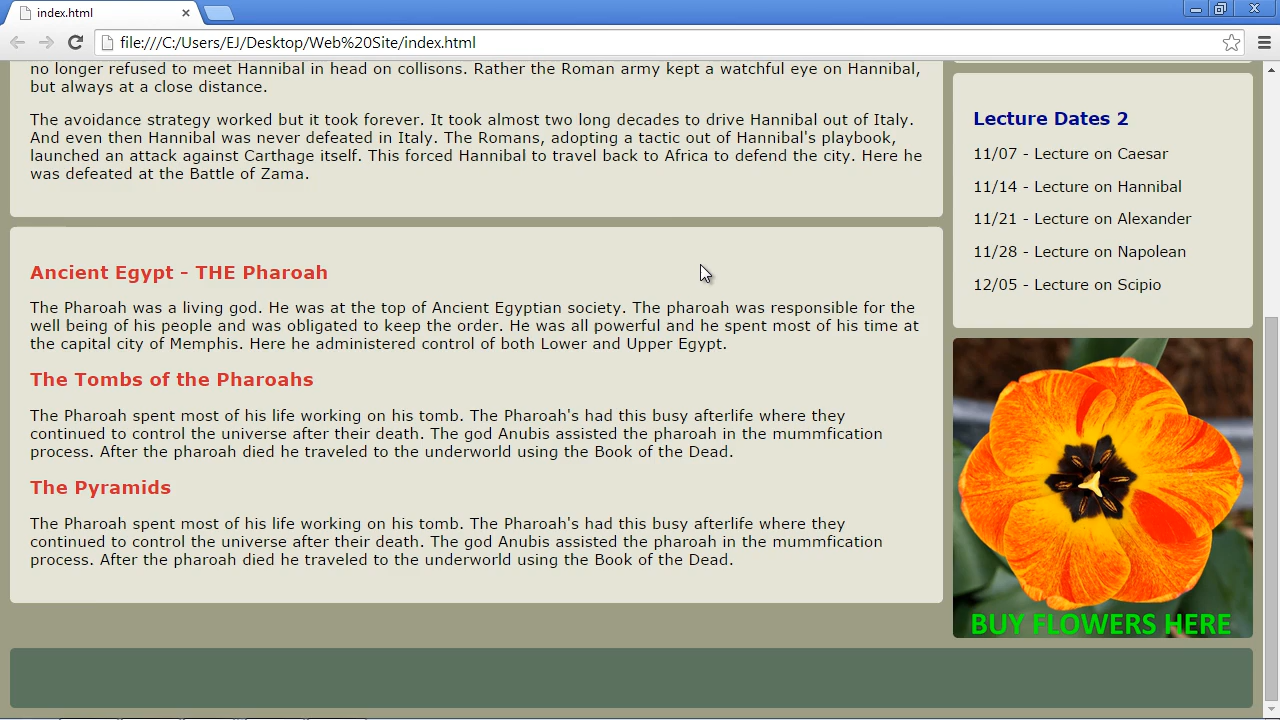 index.html
file:///C:/Users/EJ/Desktop/Web%20Site/index.html
no longer refused to meet Hannibal in head on collisons. Rather the Roman army kept a watchful eye on Hannibal,
but always at a close distance.
The avoidance strategy worked but it took forever. It took almost two long decades to drive Hannibal out of Italy.
And even then Hannibal was never defeated in Italy. The Romans, adopting a tactic out of Hannibal's playbook,
launched an attack against Carthage itself. This forced Hannibal to travel back to Africa to defend the city. Here he
was defeated at the Battle of Zama.
Ancient Egypt - THE Pharoah
The Pharoah was a living god. He was at the top of Ancient Egyptian society. The pharoah was responsible for the
well being of his people and was obligated to keep the order. He was all powerful and he spent most of his time at
the capital city of Memphis. Here he administered control of both Lower and Upper Egypt.
The Tombs of the Pharoahs
The Pharoah spent most of his life working on his tomb. The Pharoah's had this busy afterlife where they
continued to control the universe after their death. The god Anubis assisted the pharoah in the mummfication
process. After the pharoah died he traveled to the underworld using the Book of the Dead.
The Pyramids
The Pharoah spent most of his life working on his tomb. The Pharoah's had this busy afterlife where they
continued to control the universe after their death. The god Anubis assisted the pharoah in the mummfication
process. After the pharoah died he traveled to the underworld using the Book of the Dead.
Lecture Dates 2
11/07 - Lecture on Caesar
11/14 - Lecture on Hannibal
11/21 - Lecture on Alexander
11/28 - Lecture on Napolean
12/05 - Lecture on Scipio
BUY FLOWERS HERE